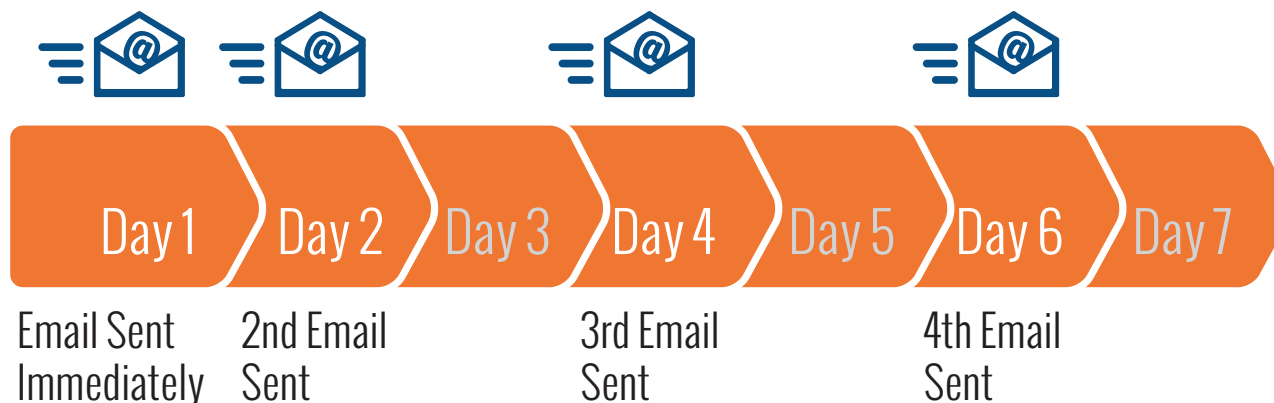 @ @ @ @
Day 1 Day 2 Day 3 Day 4 Day 5 Day 6 Day 7
Email Sent
Immediately
2nd Email
Sent
3rd Email
Sent
4th Email
Sent